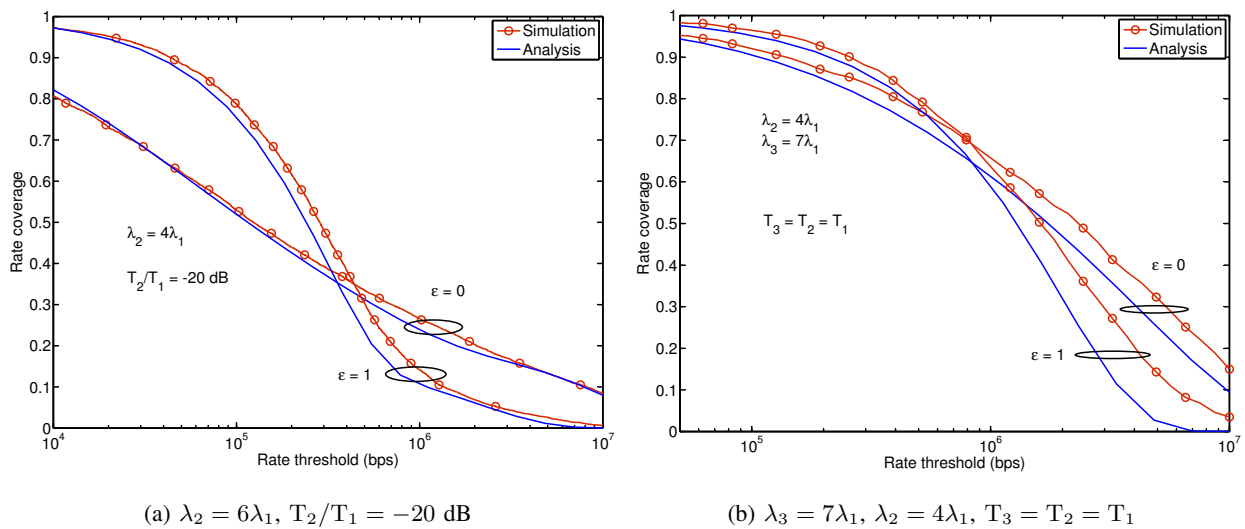 1
0.9
0.8
0.7
0.6
0.5
0.4
0.3
0.2
0.1
0
Rate coverage
Simulation
Analysis
λ₂ = 4λ₁
T₂/T₁ = -20 dB
ε = 0
ε = 1
10⁴ 10⁵ 10⁶ 10⁷
Rate threshold (bps)
(a) λ₂ = 6λ₁, T₂/T₁ = −20 dB
1
0.9
0.8
0.7
0.6
0.5
0.4
0.3
0.2
0.1
0
Rate coverage
Simulation
Analysis
λ₂ = 4λ₁
λ₃ = 7λ₁
T₃ = T₂ = T₁
ε = 0
ε = 1
10⁵ 10⁶ 10⁷
Rate threshold (bps)
(b) λ₃ = 7λ₁, λ₂ = 4λ₁, T₃ = T₂ = T₁